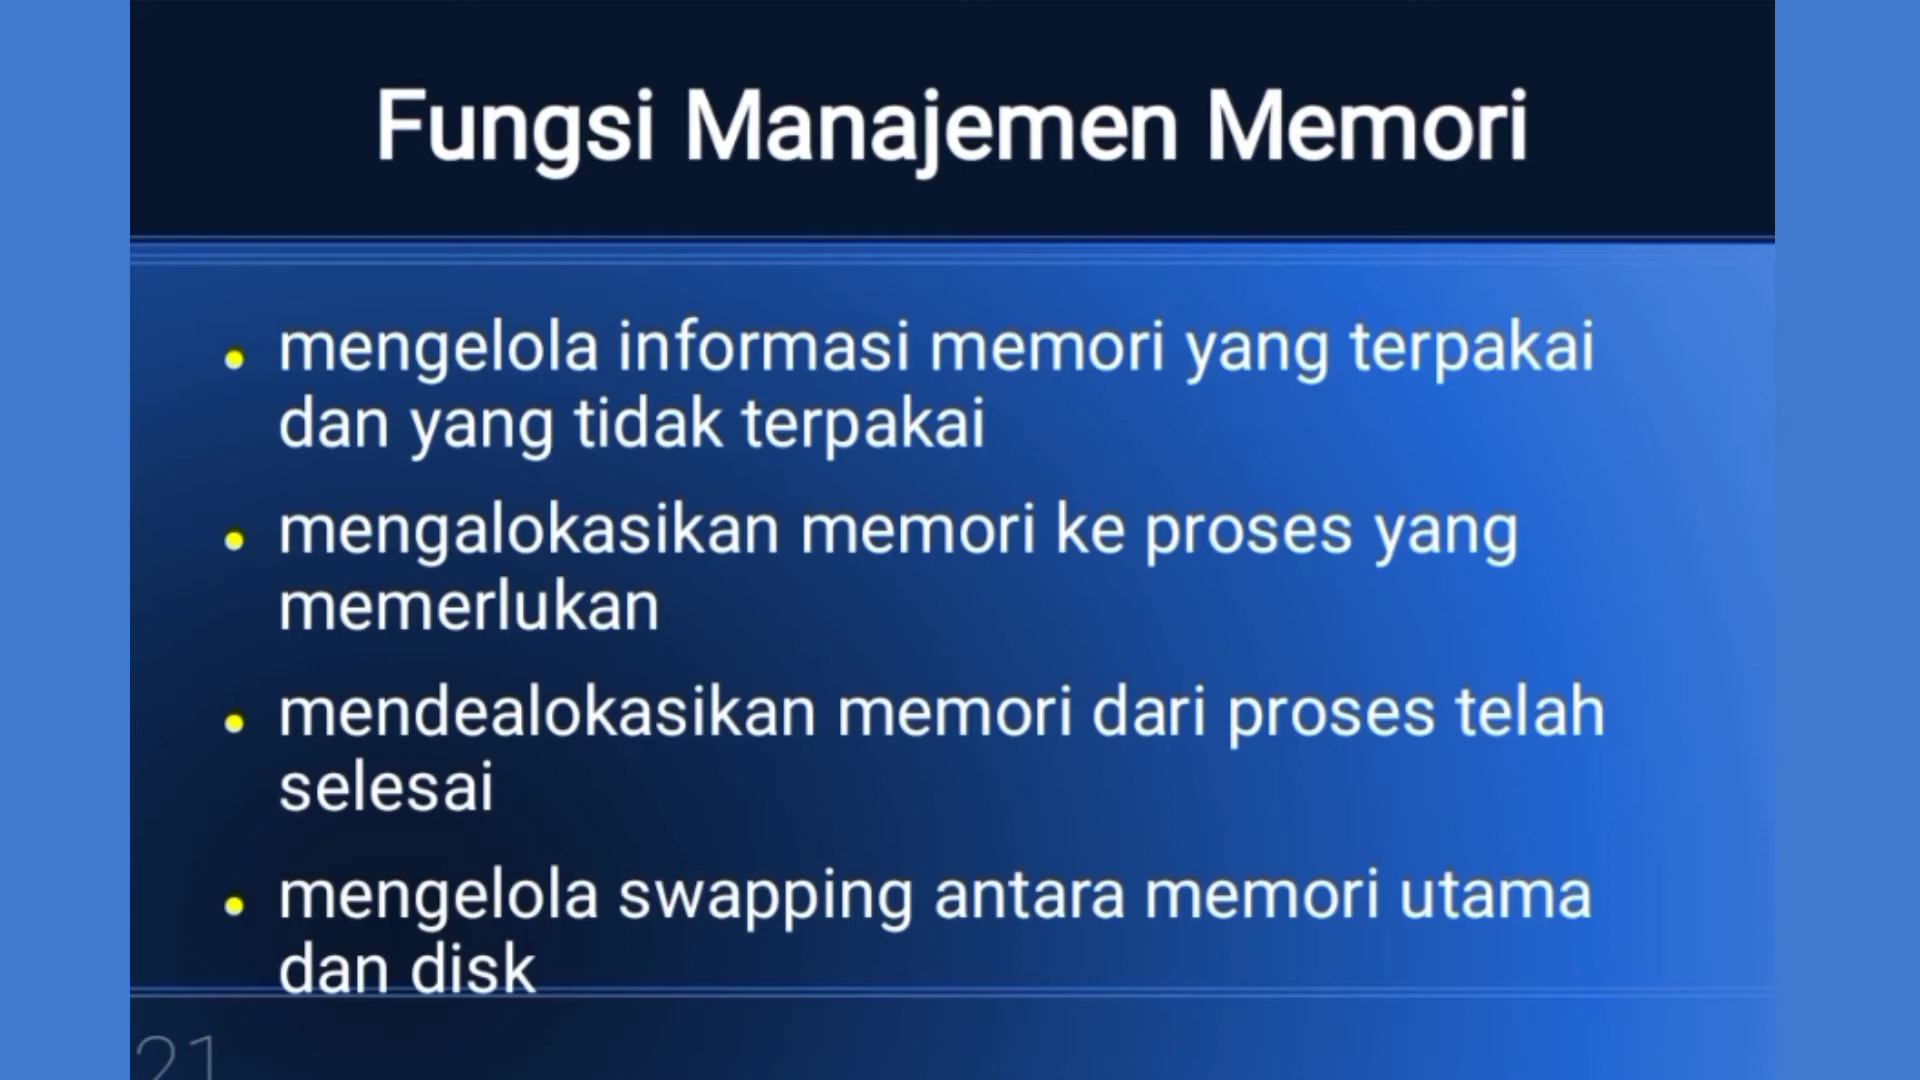 Fungsi Manajemen Memori
• mengelola informasi memori yang terpakai
dan yang tidak terpakai
• mengalokasikan memori ke proses yang
memerlukan
• mendealokasikan memori dari proses telah
selesai
• mengelola swapping antara memori utama
dan disk
21